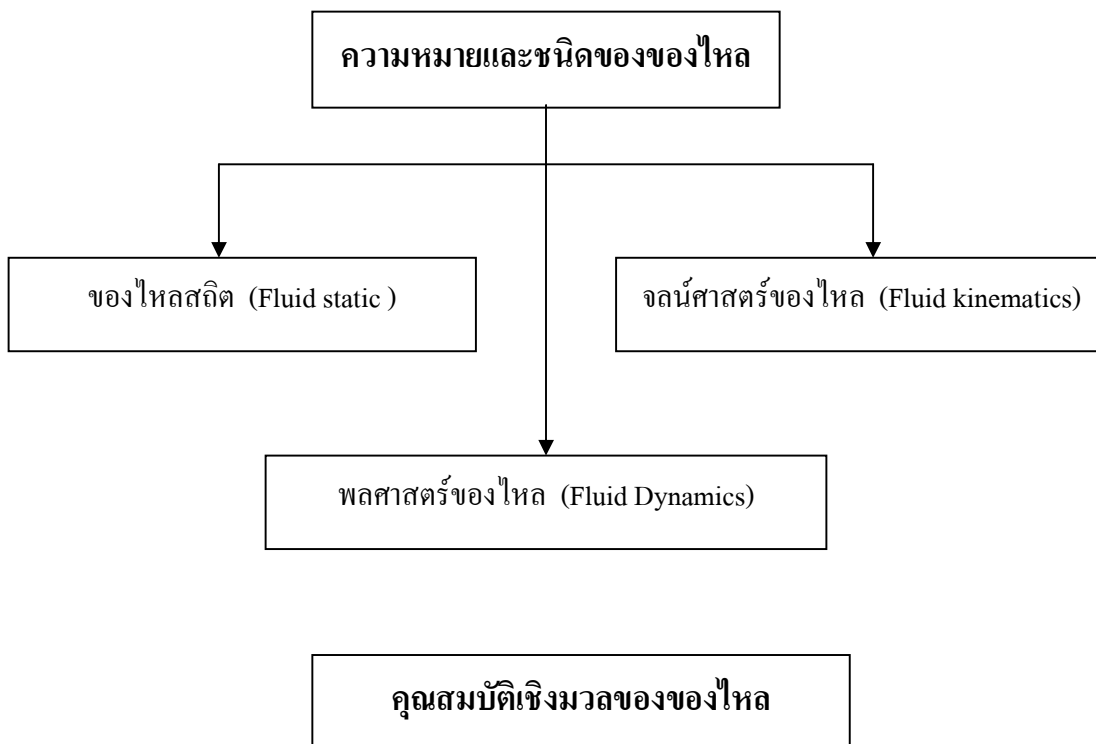 ความหมายและชนิดของของไหล
ของไหลสถิต (Fluid static )
จลน์ศาสตร์ของไหล (Fluid kinematics)
พลศาสตร์ของไหล (Fluid Dynamics)
คุณสมบัติเชิงมวลของของไหล